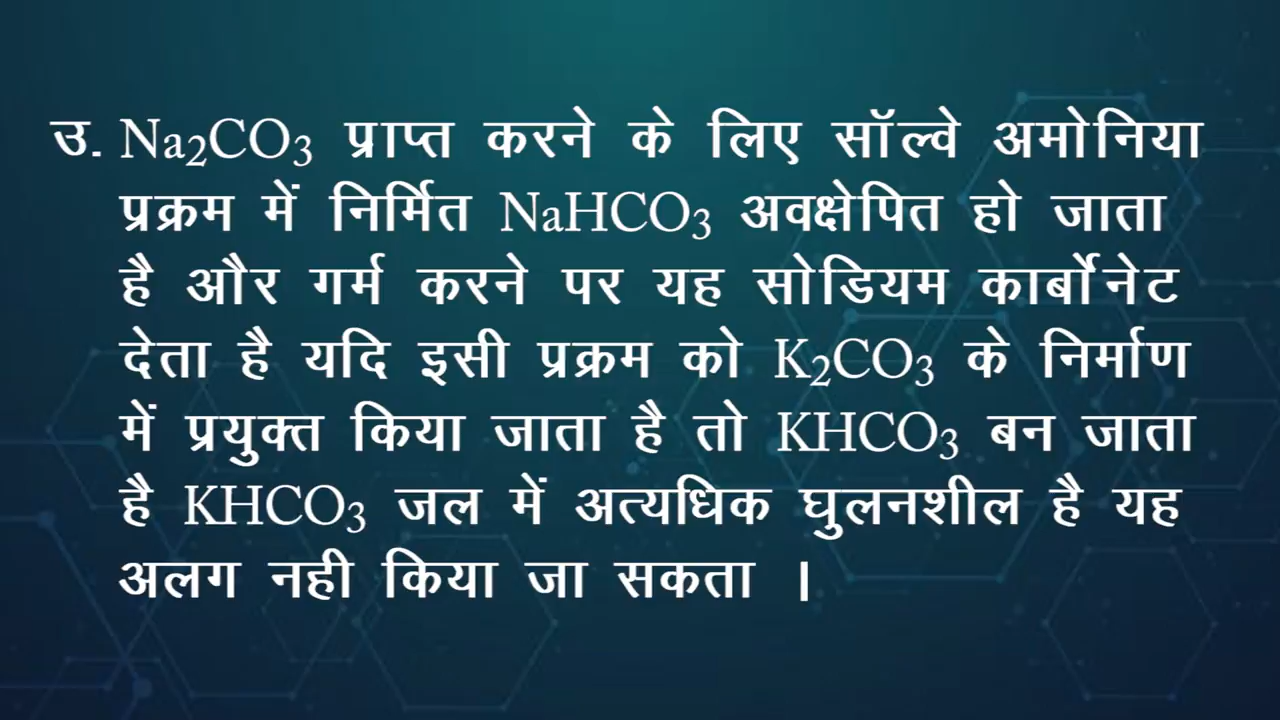 उ. Na₂CO₃ प्राप्त करने के लिए सॉल्वे अमोनिया
प्रक्रम में निर्मित NaHCO₃ अवक्षेपित हो जाता
है और गर्म करने पर यह सोडियम कार्बोनेट
देता है यदि इसी प्रक्रम को K₂CO₃ के निर्माण
में प्रयुक्त किया जाता है तो KHCO₃ बन जाता
है KHCO₃ जल में अत्यधिक घुलनशील है यह
अलग नही किया जा सकता ।